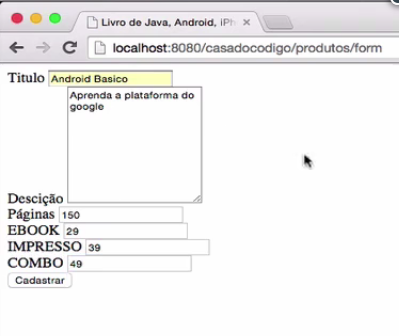 Livro de Java, Android, iPh
localhost:8080/casadocodigo/produtos/form
Titulo Android Basico
Aprenda a plataforma do
google
Descição
Páginas 150
EBOOK 29
IMPRESSO 39
COMBO 49
Cadastrar